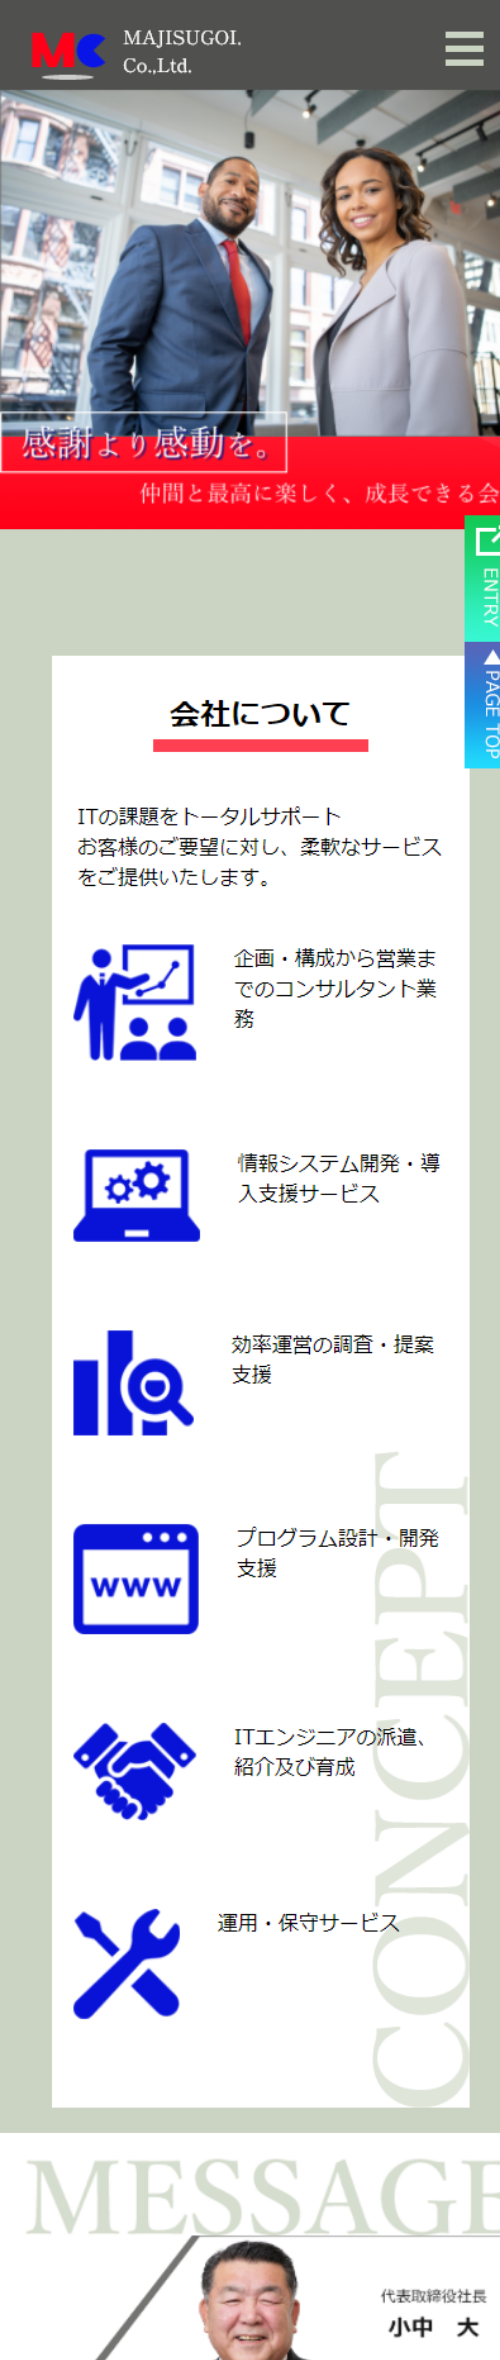 MC
MAJISUGOI.
Co.,Ltd.
感謝より感動を。
仲間と最高に楽しく、成長できる会
ENTRY
▲PAGE TOP
会社について
ITの課題をトータルサポート
お客様のご要望に対し、柔軟なサービス
をご提供いたします。
企画・構成から営業ま
でのコンサルタント業
務
情報システム開発・導
入支援サービス
効率運営の調査・提案
支援
プログラム設計・開発
支援
WWW
ITエンジニアの派遣、
紹介及び育成
運用・保守サービス
CONCEPT
MESSAGE
代表取締役社長
小中 大